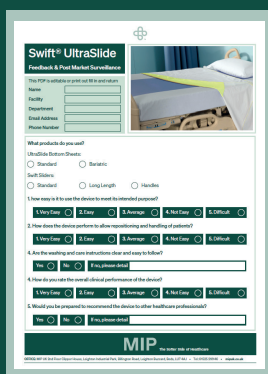 Swift® UltraSlide
Feedback & Post Market Surveillance
This PDF is editable or print out fill in and return
Name
Facility
Department
Email Address
Phone Number
What products do you use?
UltraSlide Bottom Sheets:
Standard
Bariatric
Swift Sliders:
Standard
Long Length
Handles
1. how easy is it to use the device to meet its intended purpose?
1. Very Easy
2. Easy
3. Average
4. Not Easy
5. Difficult
2. How does the device perform to allow repositioning and handling of patients?
1. Very Easy
2. Easy
3. Average
4. Not Easy
5. Difficult
4. Are the washing and care instructions clear and easy to follow?
Yes
No
If no, please detail
4. How do you rate the overall clinical performance of the device?
1. Very Easy
2. Easy
3. Average
4. Not Easy
5. Difficult
5. Would you be prepared to recommend the device to other healthcare professionals?
Yes
No
If no, please detail
MIP The Better Side of Healthcare